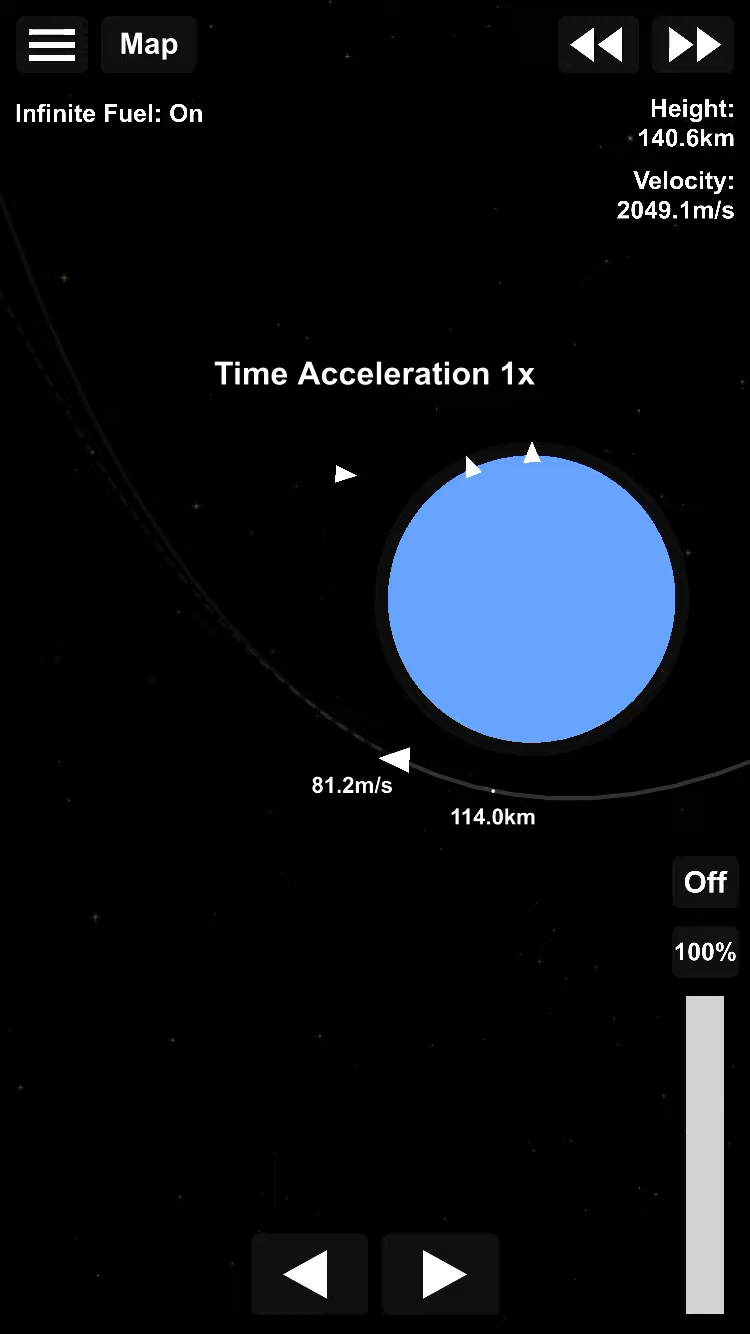 Map
Infinite Fuel: On
Height:
140.6km
Velocity:
2049.1m/s
Time Acceleration 1x
81.2m/s
114.0km
Off
100%